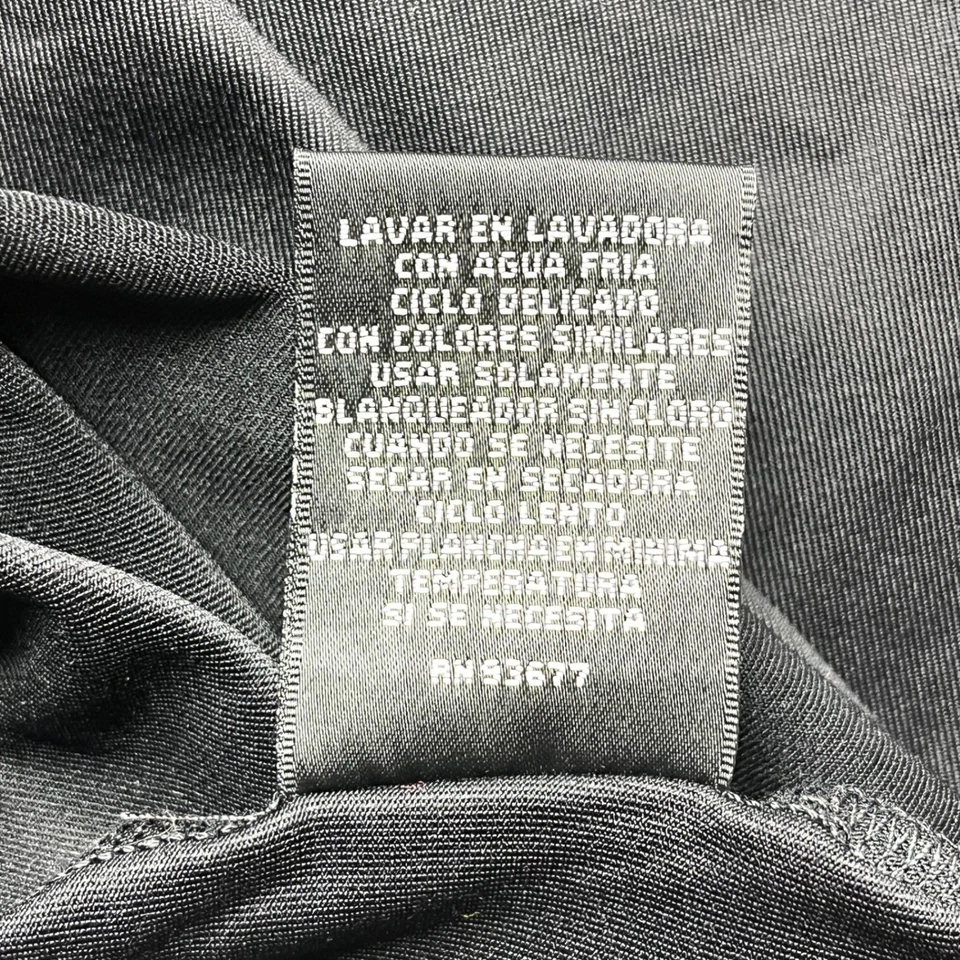 LAVAR EN LAVADORA
CON AGUA FRIA
CICLO DELICADO
CON COLORES SIMILARES
USAR SOLAMENTE
BLANQUEADOR SIN CLORO
CUANDO SE NECESITE
SECAR EN SECADORA
CICLO LENTO
USAR PLANCHA EN MINIMA
TEMPERATURA
SI SE NECESITA
RN 93677